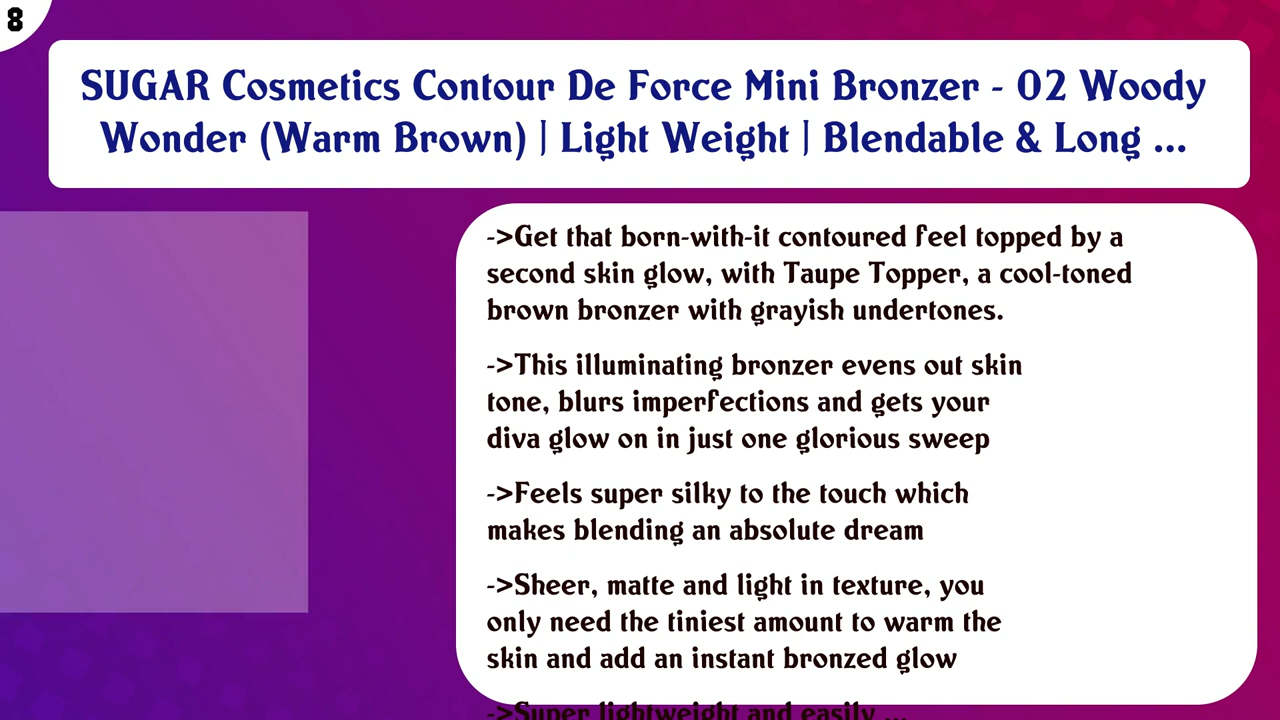 8
SUGAR Cosmetics Contour De Force Mini Bronzer - 02 Woody
Wonder (Warm Brown) | Light Weight | Blendable & Long ...
->Get that born-with-it contoured feel topped by a
second skin glow, with Taupe Topper, a cool-toned
brown bronzer with grayish undertones.
->This illuminating bronzer evens out skin
tone, blurs imperfections and gets your
diva glow on in just one glorious sweep
->Feels super silky to the touch which
makes blending an absolute dream
->Sheer, matte and light in texture, you
only need the tiniest amount to warm the
skin and add an instant bronzed glow
->Super lightweight and easily ...